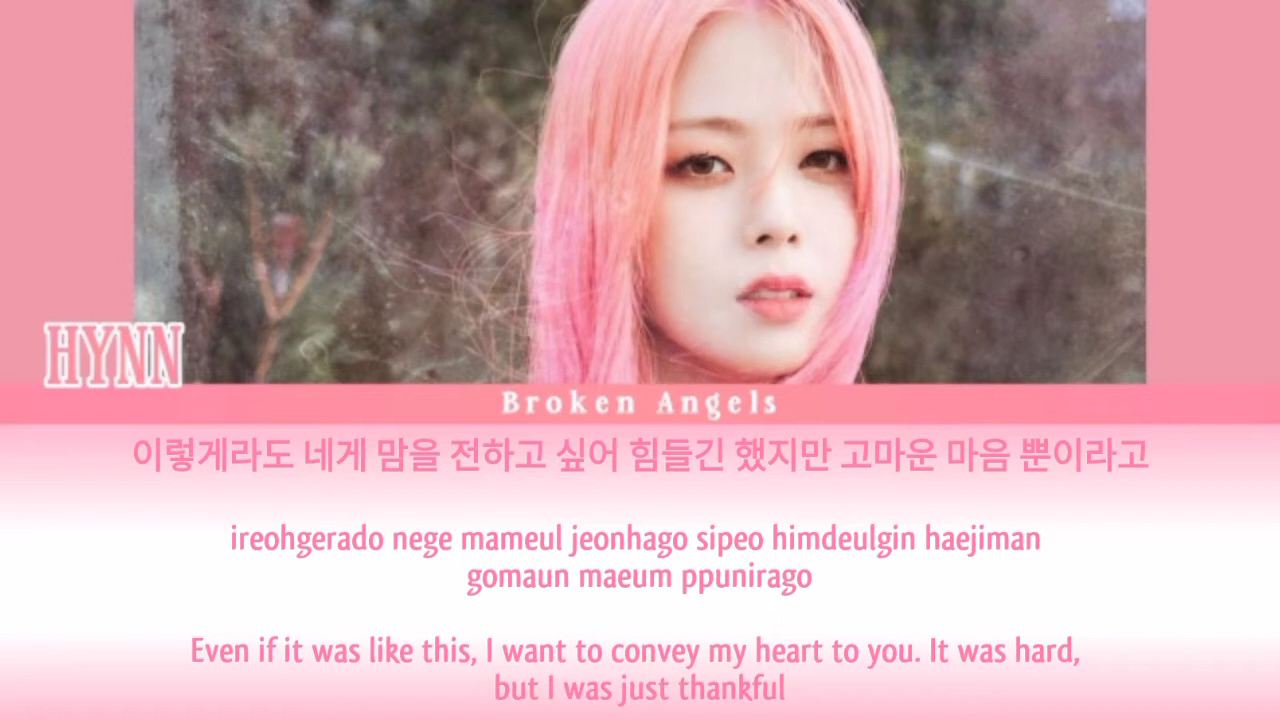 HYNN
Broken Angels
이렇게라도 네게 맘을 전하고 싶어 힘들긴 했지만 고마운 마음 뿐이라고
ireohgerado nege mameul jeonhago sipeo himdeulgin haejiman
gomaun maeum ppunirago
Even if it was like this, I want to convey my heart to you. It was hard,
but I was just thankful